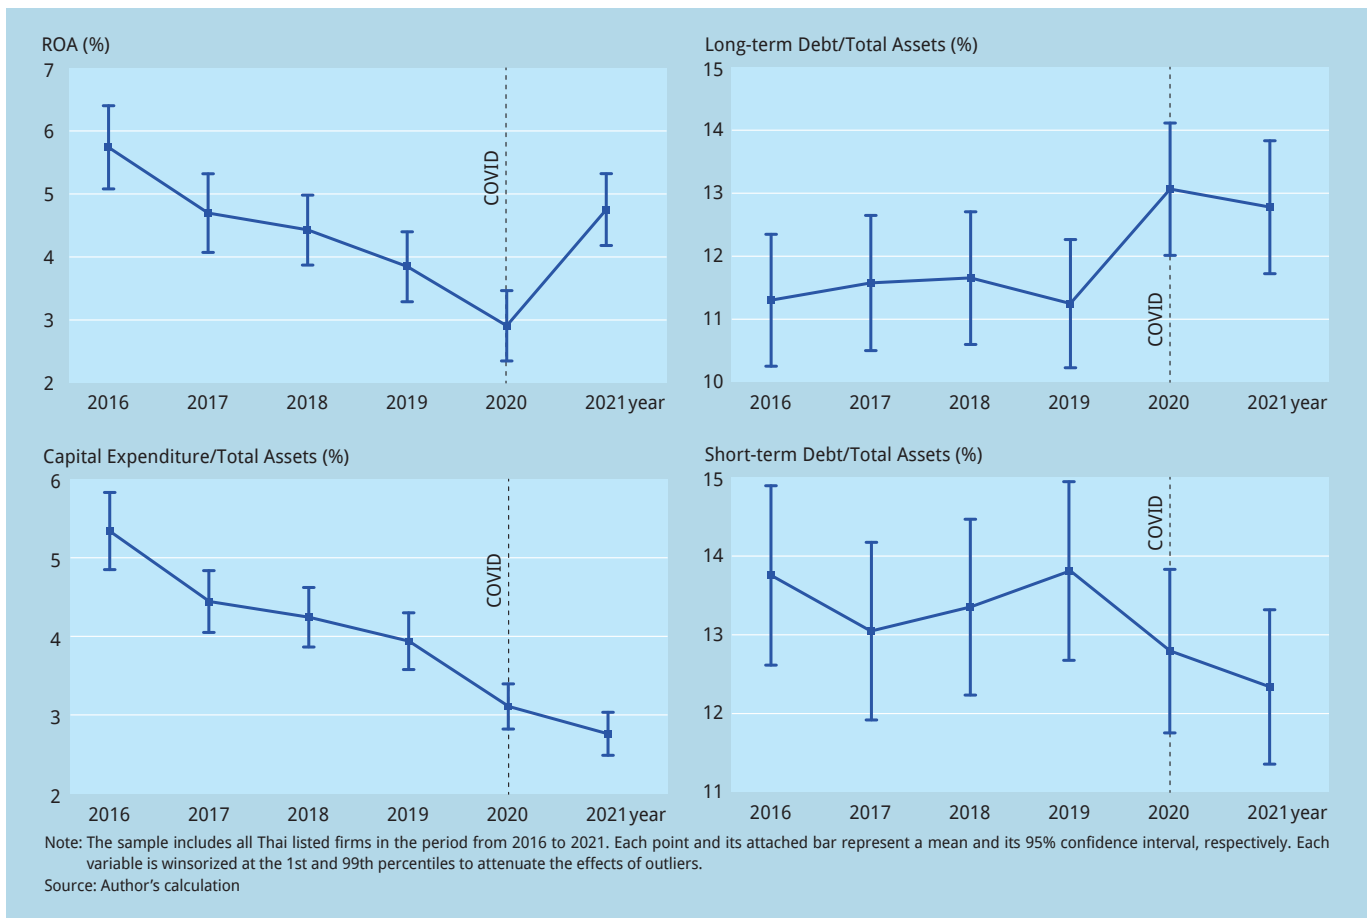 ROA (%)
7
6
5
4
3
2
COVID
2016 2017 2018 2019 2020 2021 year
Long-term Debt/Total Assets (%)
15
14
13
12
11
10
COVID
2016 2017 2018 2019 2020 2021 year
Capital Expenditure/Total Assets (%)
6
5
4
3
2
COVID
2016 2017 2018 2019 2020 2021 year
Short-term Debt/Total Assets (%)
15
14
13
12
11
COVID
2016 2017 2018 2019 2020 2021 year
Note: The sample includes all Thai listed firms in the period from 2016 to 2021. Each point and its attached bar represent a mean and its 95% confidence interval, respectively. Each
variable is winsorized at the 1st and 99th percentiles to attenuate the effects of outliers.
Source: Author’s calculation